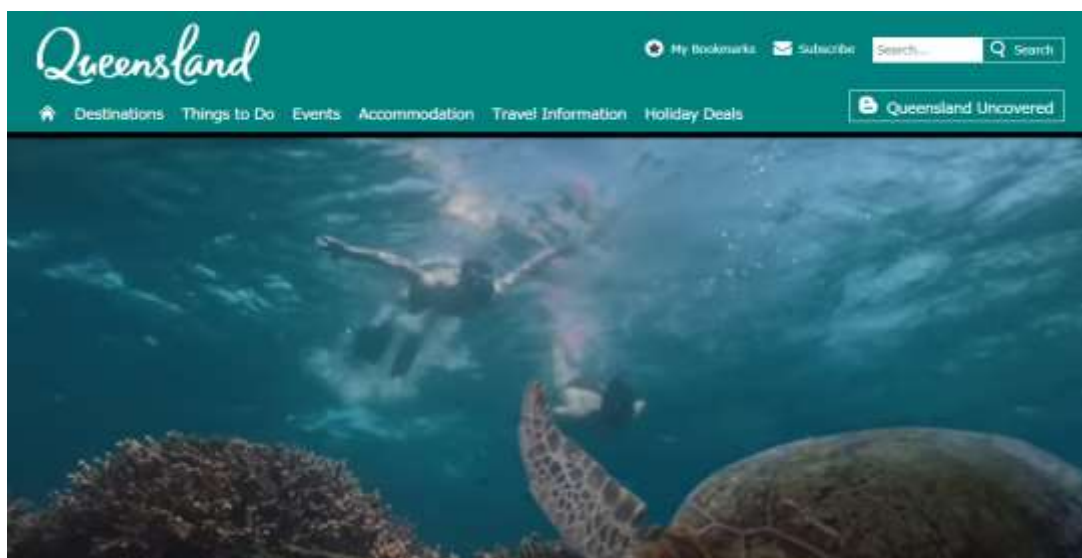 Queensland
My Bookmarks Subscribe Search... Search
Destinations Things to Do Events Accommodation Travel Information Holiday Deals
Queensland Uncovered